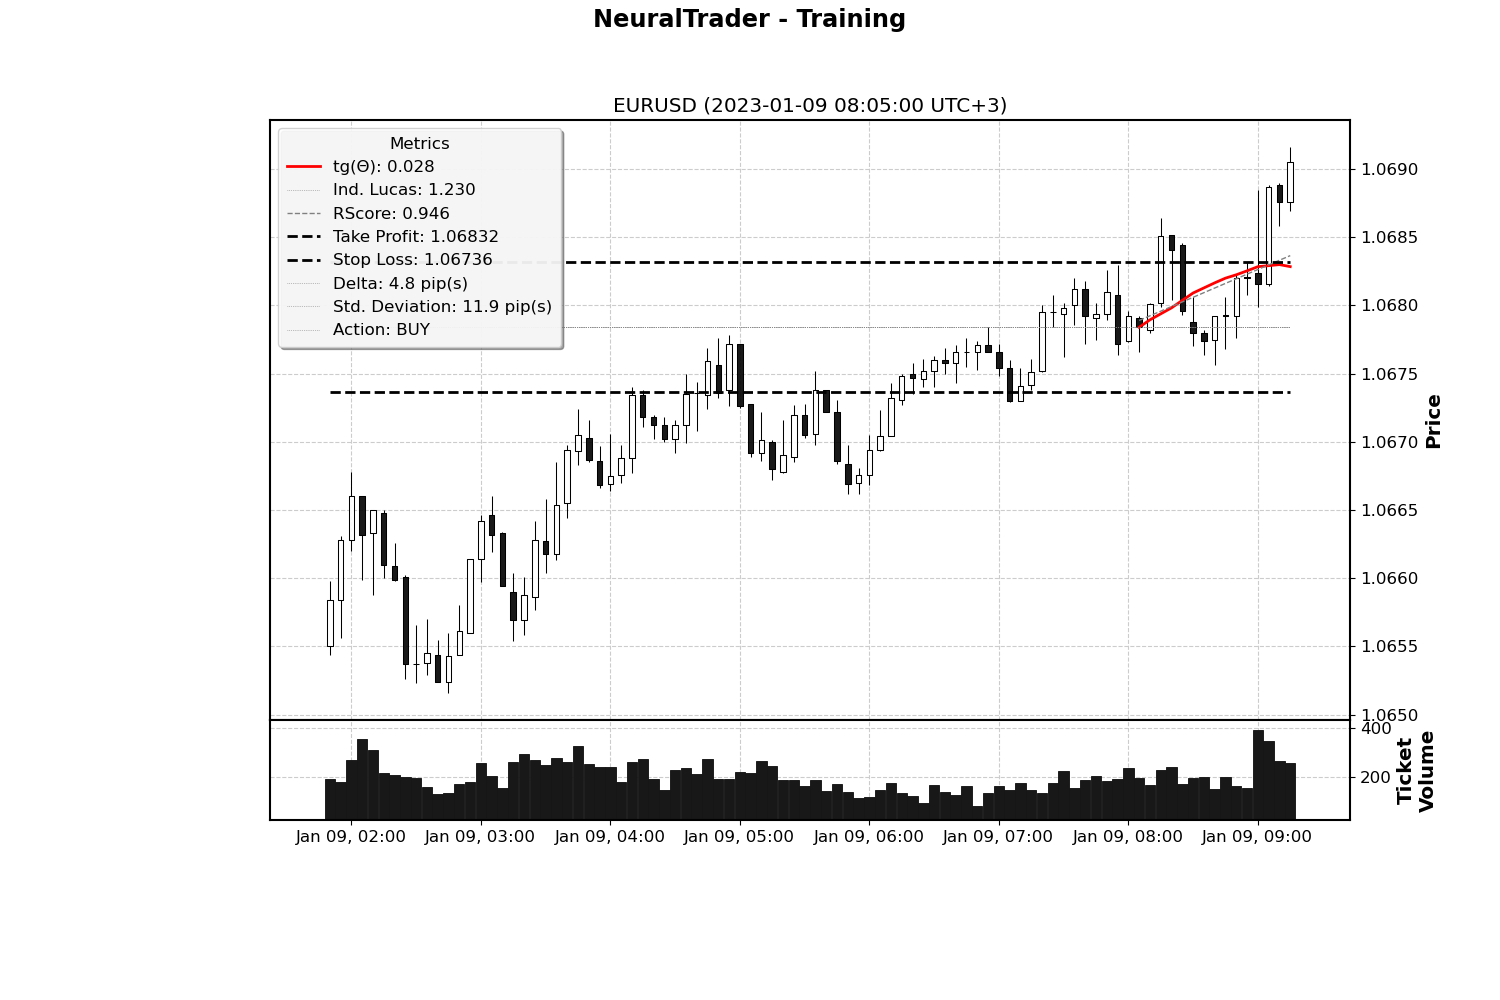 NeuralTrader - Training
EURUSD (2023-01-09 08:05:00 UTC+3)
Metrics
tg(Θ): 0.028
Ind. Lucas: 1.230
RScore: 0.946
Take Profit: 1.06832
Stop Loss: 1.06736
Delta: 4.8 pip(s)
Std. Deviation: 11.9 pip(s)
Action: BUY
1.0690
1.0685
1.0680
1.0675
1.0670
1.0665
1.0660
1.0655
1.0650
Price
400
200
Ticket
Volume
Jan 09, 02:00
Jan 09, 03:00
Jan 09, 04:00
Jan 09, 05:00
Jan 09, 06:00
Jan 09, 07:00
Jan 09, 08:00
Jan 09, 09:00